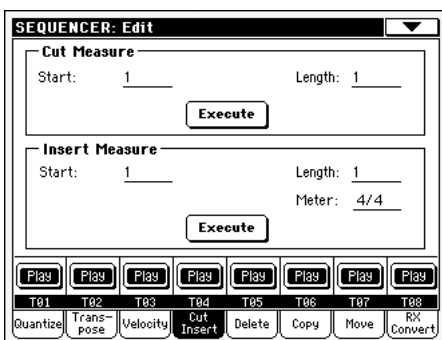 SEQUENCER: Edit
Cut Measure
Start: 1 Length: 1
Execute
Insert Measure
Start: 1 Length: 1
Meter: 4/4
Execute
Play Play Play Play Play Play Play Play
T01 T02 T03 T04 T05 T06 T07 T08
Quantize Trans- Velocity Cut Delete Copy Move RX
pose Insert Convert